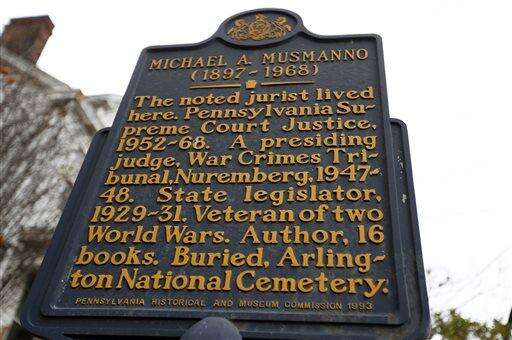 MICHAEL A. MUSMANNO
(1897-1968)
The noted jurist lived
here. Pennsylvania Su-
preme Court Justice,
1952-68. A presiding
judge, War Crimes Tri-
bunal, Nuremberg, 1947-
48. State legislator,
1929-31. Veteran of two
World Wars. Author, 16
books. Buried, Arling-
ton National Cemetery.
PENNSYLVANIA HISTORICAL AND MUSEUM COMMISSION 1993